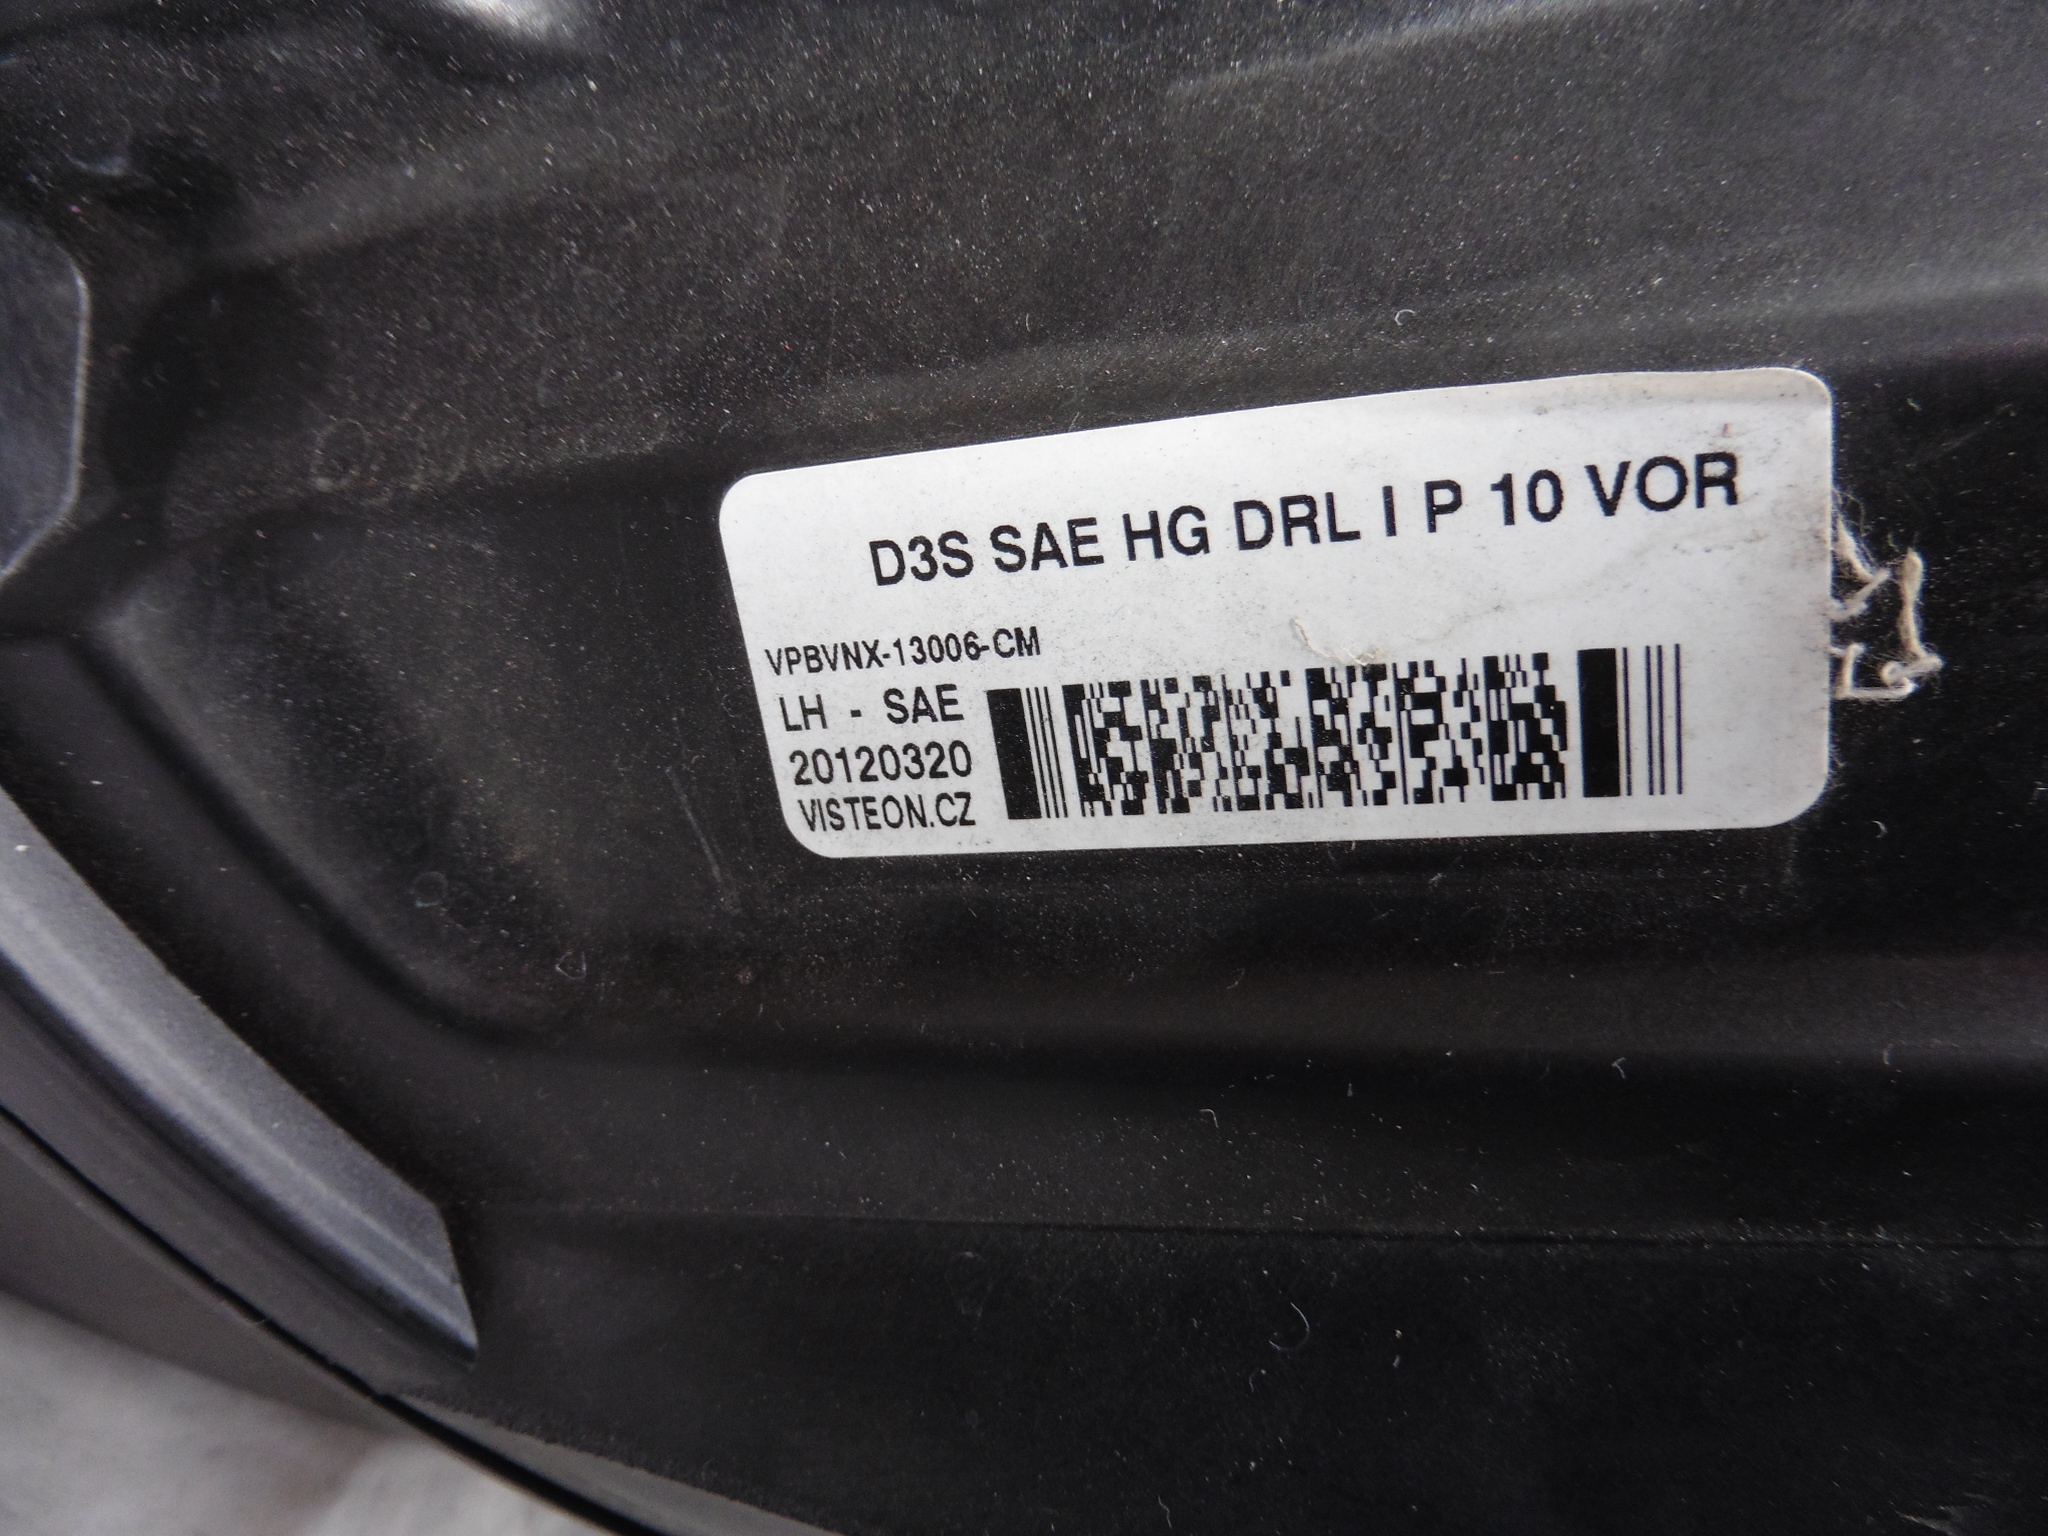 D3S SAE HG DRL I P 10 VOR
VPBVNX-13006-CM
LH - SAE
20120320
VISTEON.CZ